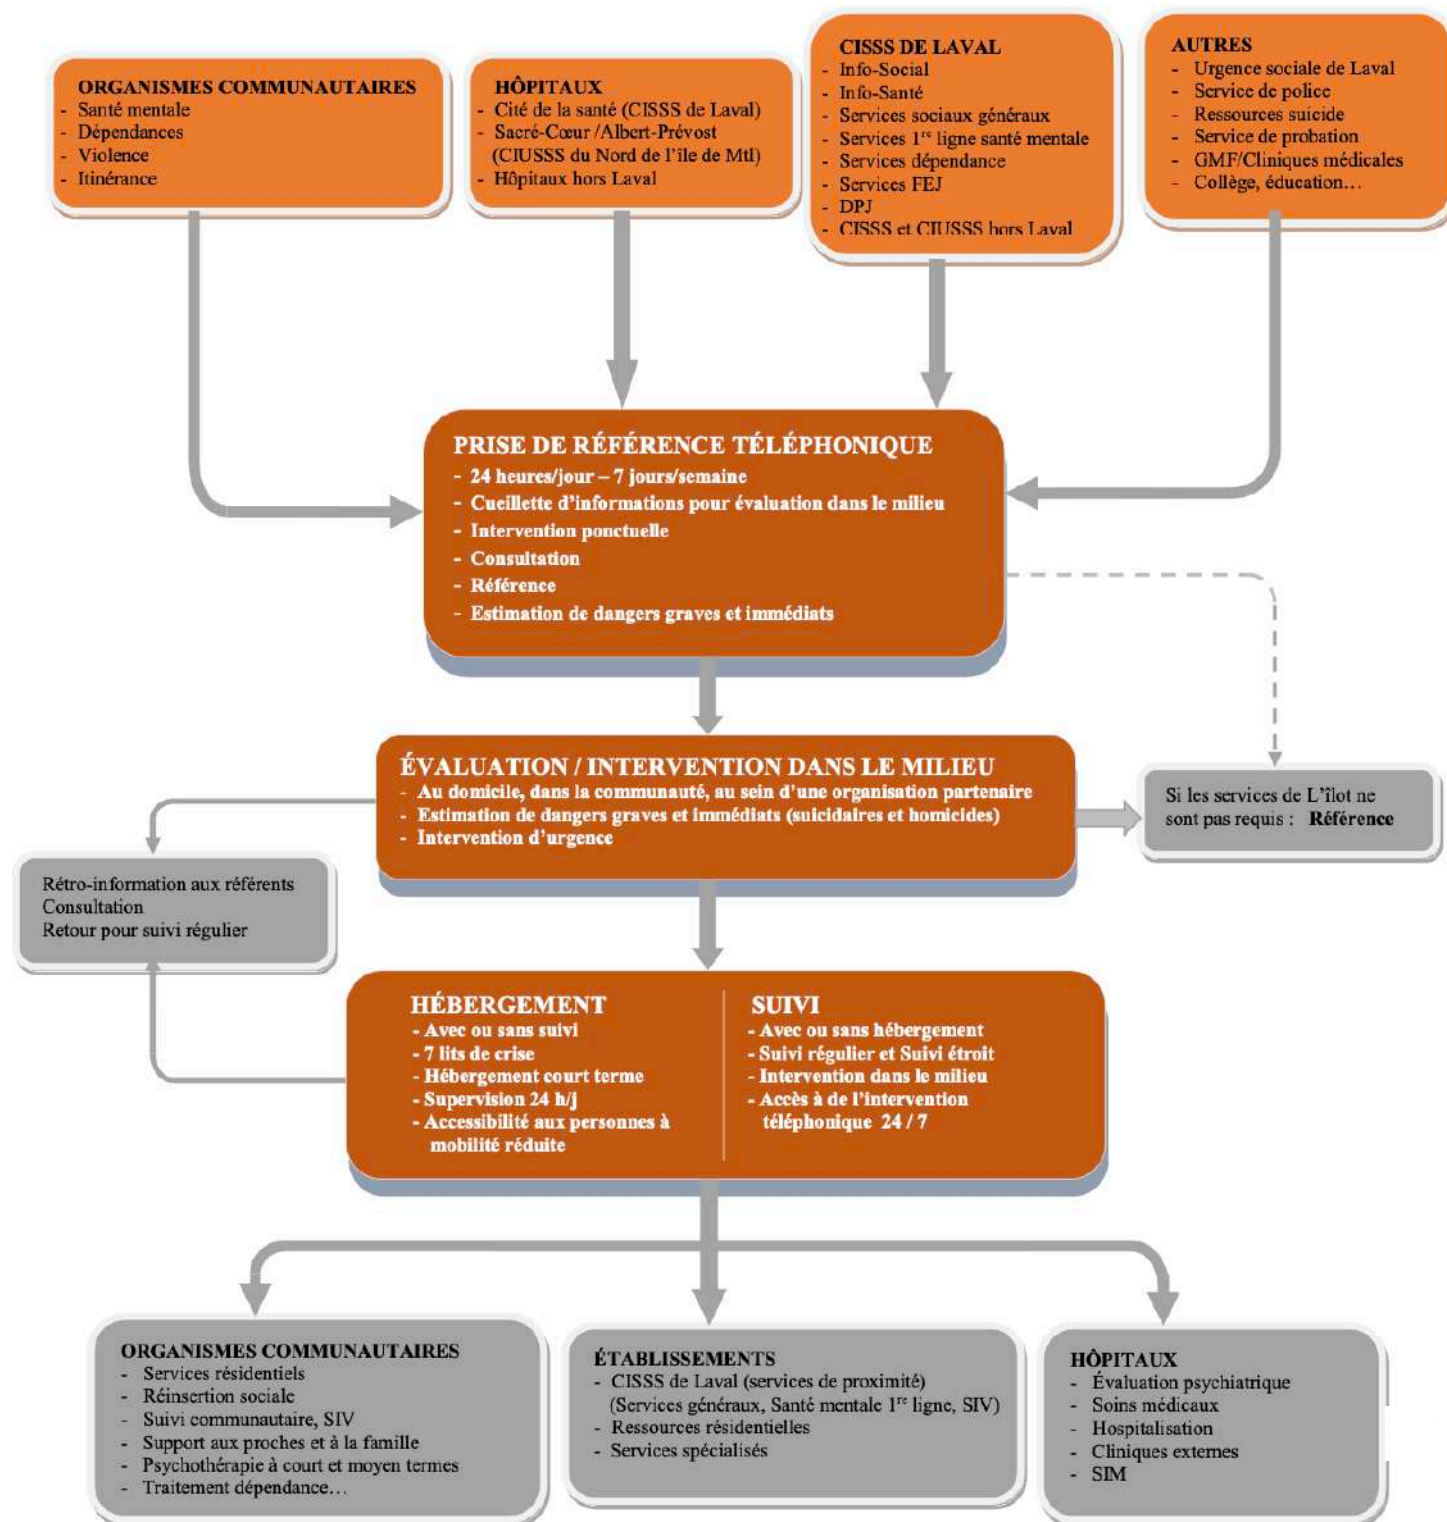 ORGANISMES COMMUNAUTAIRES
- Santé mentale
- Dépendances
- Violence
- Itinérance
HÔPITAUX
- Cité de la santé (CISSS de Laval)
- Sacré-Cœur /Albert-Prévost
(CIUSSS du Nord de l'île de Mtl)
- Hôpitaux hors Laval
CISSS DE LAVAL
- Info-Social
- Info-Santé
- Services sociaux généraux
- Services 1re ligne santé mentale
- Services dépendance
- Services FEJ
- DPJ
- CISSS et CIUSSS hors Laval
AUTRES
- Urgence sociale de Laval
- Service de police
- Ressources suicide
- Service de probation
- GMF/Cliniques médicales
- Collège, éducation…
PRISE DE RÉFÉRENCE TÉLÉPHONIQUE
- 24 heures/jour – 7 jours/semaine
- Cueillette d'informations pour évaluation dans le milieu
- Intervention ponctuelle
- Consultation
- Référence
- Estimation de dangers graves et immédiats
ÉVALUATION / INTERVENTION DANS LE MILIEU
- Au domicile, dans la communauté, au sein d'une organisation partenaire
- Estimation de dangers graves et immédiats (suicidaires et homicides)
- Intervention d'urgence
Si les services de L'îlot ne
sont pas requis : Référence
Rétro-information aux référents
Consultation
Retour pour suivi régulier
HÉBERGEMENT
- Avec ou sans suivi
- 7 lits de crise
- Hébergement court terme
- Supervision 24 h/j
- Accessibilité aux personnes à
mobilité réduite
SUIVI
- Avec ou sans hébergement
- Suivi régulier et Suivi étroit
- Intervention dans le milieu
- Accès à de l'intervention
téléphonique 24 / 7
ORGANISMES COMMUNAUTAIRES
- Services résidentiels
- Réinsertion sociale
- Suivi communautaire, SIV
- Support aux proches et à la famille
- Psychothérapie à court et moyen termes
- Traitement dépendance…
ÉTABLISSEMENTS
- CISSS de Laval (services de proximité)
(Services généraux, Santé mentale 1re ligne, SIV)
- Ressources résidentielles
- Services spécialisés
HÔPITAUX
- Évaluation psychiatrique
- Soins médicaux
- Hospitalisation
- Cliniques externes
- SIM